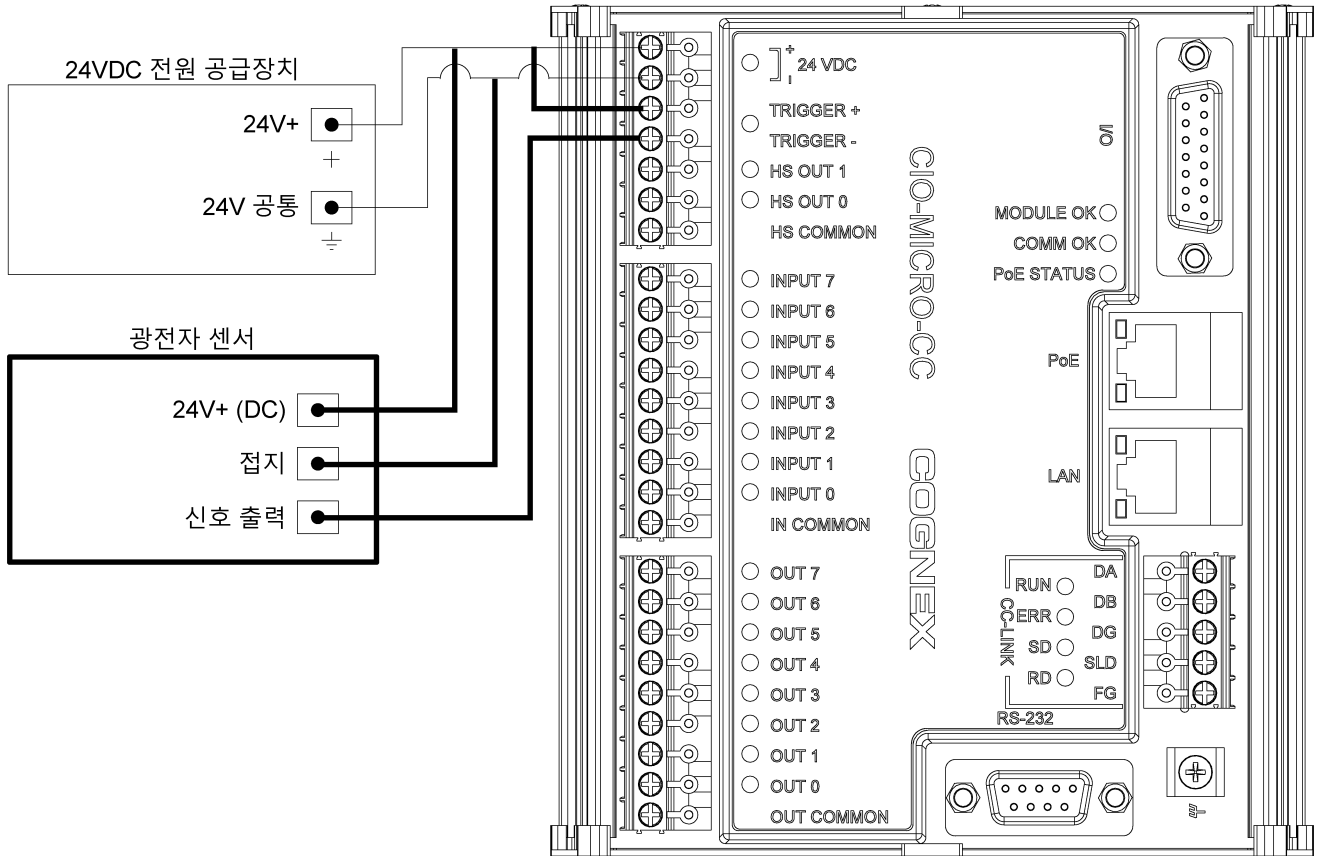 24VDC 전원 공급장치
24V+
+
24V 공통
광전자 센서
24V+ (DC)
접지
신호 출력
+
24 VDC
-
TRIGGER +
TRIGGER -
HS OUT 1
HS OUT 0
HS COMMON
INPUT 7
INPUT 6
INPUT 5
INPUT 4
INPUT 3
INPUT 2
INPUT 1
INPUT 0
IN COMMON
OUT 7
OUT 6
OUT 5
OUT 4
OUT 3
OUT 2
OUT 1
OUT 0
OUT COMMON
CIO-MICRO-CC
COGNEX
I/O
MODULE OK
COMM OK
PoE STATUS
PoE
LAN
CC-LINK
RUN
ERR
SD
RD
DA
DB
DG
SLD
FG
RS-232